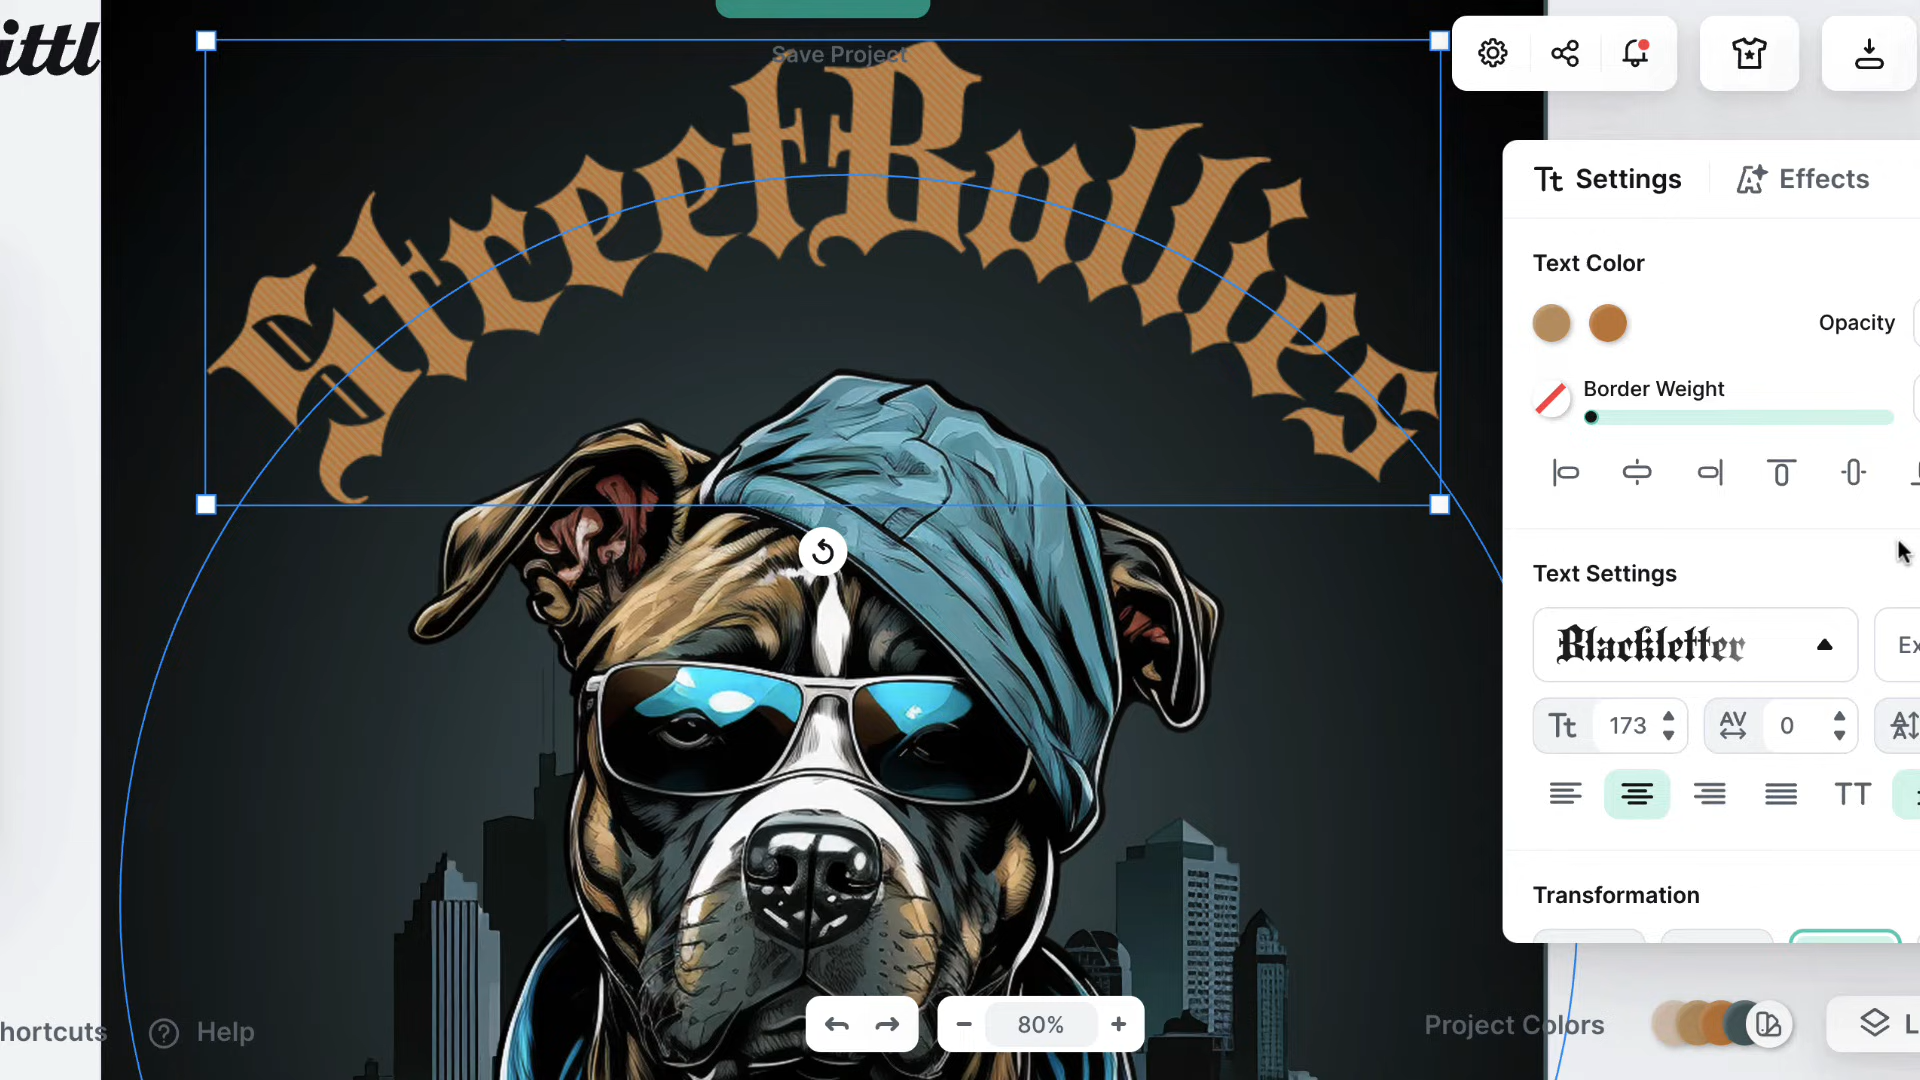 ittl
Save Project
StreetBullies
Settings
Effects
Text Color
Opacity
Border Weight
Text Settings
Blackletter
Ex
173
AV
0
TT
Transformation
hortcuts
Help
80%
Project Colors
L